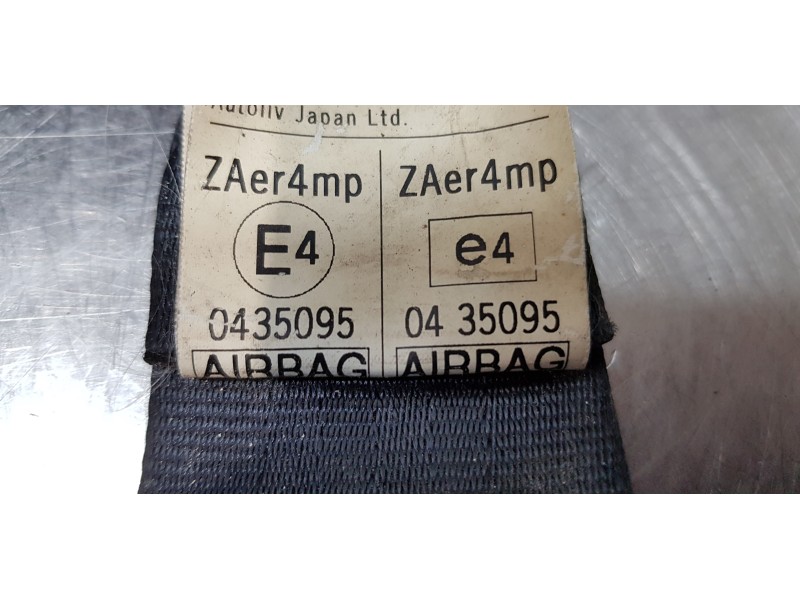 Autoliv Japan Ltd.
ZAer4mp ZAer4mp
E4 e4
0435095 04 35095
AIRBAG AIRBAG